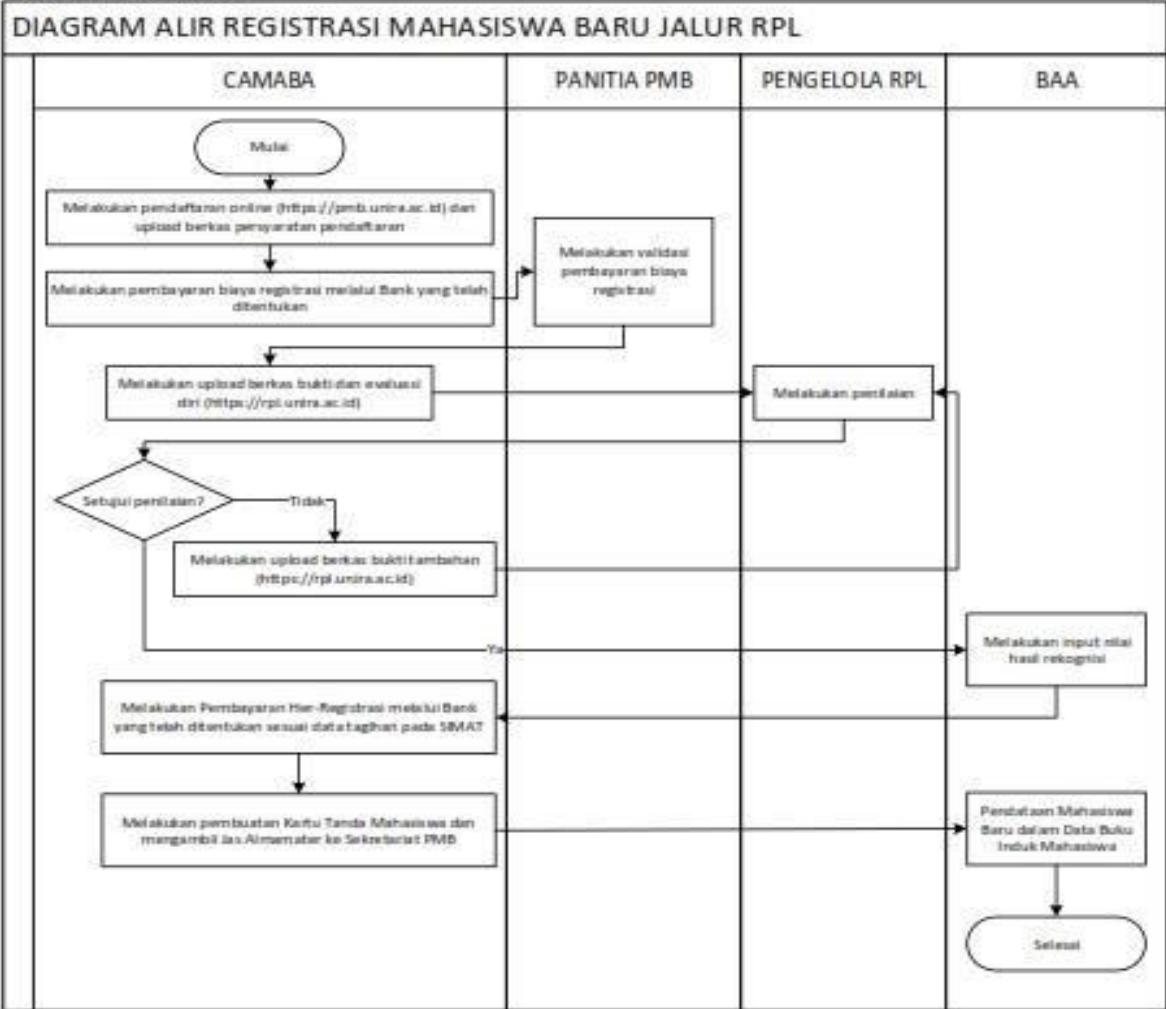 DIAGRAM ALIR REGISTRASI MAHASISWA BARU JALUR RPL
CAMABA
PANITIA PMB
PENGELOLA RPL
BAA
Mulai
Melakukan pendaftaran online (https://pmb.unira.ac.id) dan
upload berkas persyaratan pendaftaran
Melakukan pembayaran biaya registrasi melalui Bank yang telah
ditentukan
Melakukan validasi
pembayaran biaya
registrasi
Melakukan upload berkas bukti dan evaluasi
diri (https://rpl.unira.ac.id)
Melakukan penilaian
Setujui penilaian?
Tidak
Melakukan upload berkas bukti tambahan
(https://rpl.unira.ac.id)
Ya
Melakukan input nilai
hasil rekognisi
Melakukan Pembayaran Her-Registrasi melalui Bank
yang telah ditentukan sesuai data tagihan pada SIMAT
Melakukan pembuatan Kartu Tanda Mahasiswa dan
mengambil Jas Almamater ke Sekretariat PMB
Pendataan Mahasiswa
Baru dalam Data Buku
Induk Mahasiswa
Selesai